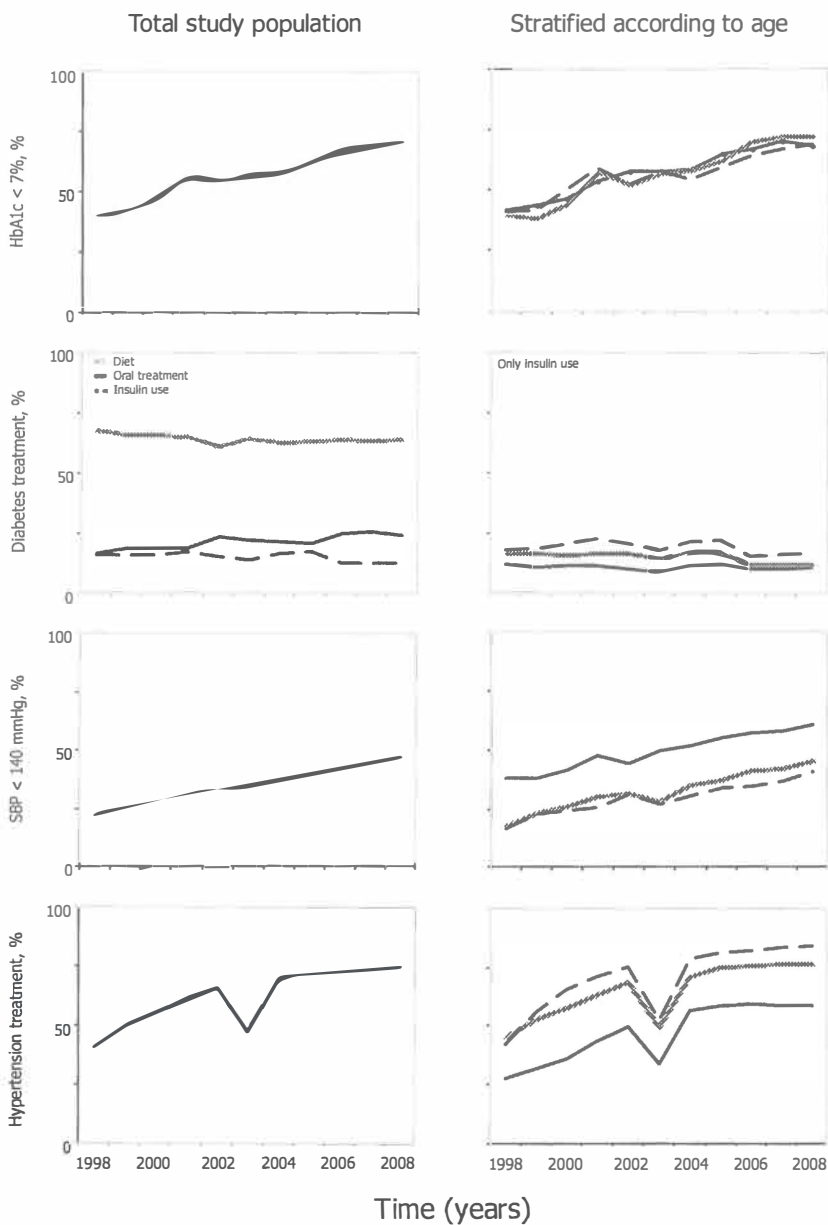 Total study population
Stratified according to age
HbA1c < 7%, %
100
50
0
Diabetes treatment, %
100
50
0
Diet
Oral treatment
Insulin use
Only insulin use
SBP < 140 mmHg, %
100
50
0
Hypertension treatment, %
100
50
0
1998 2000 2002 2004 2006 2008
1998 2000 2002 2004 2006 2008
Time (years)